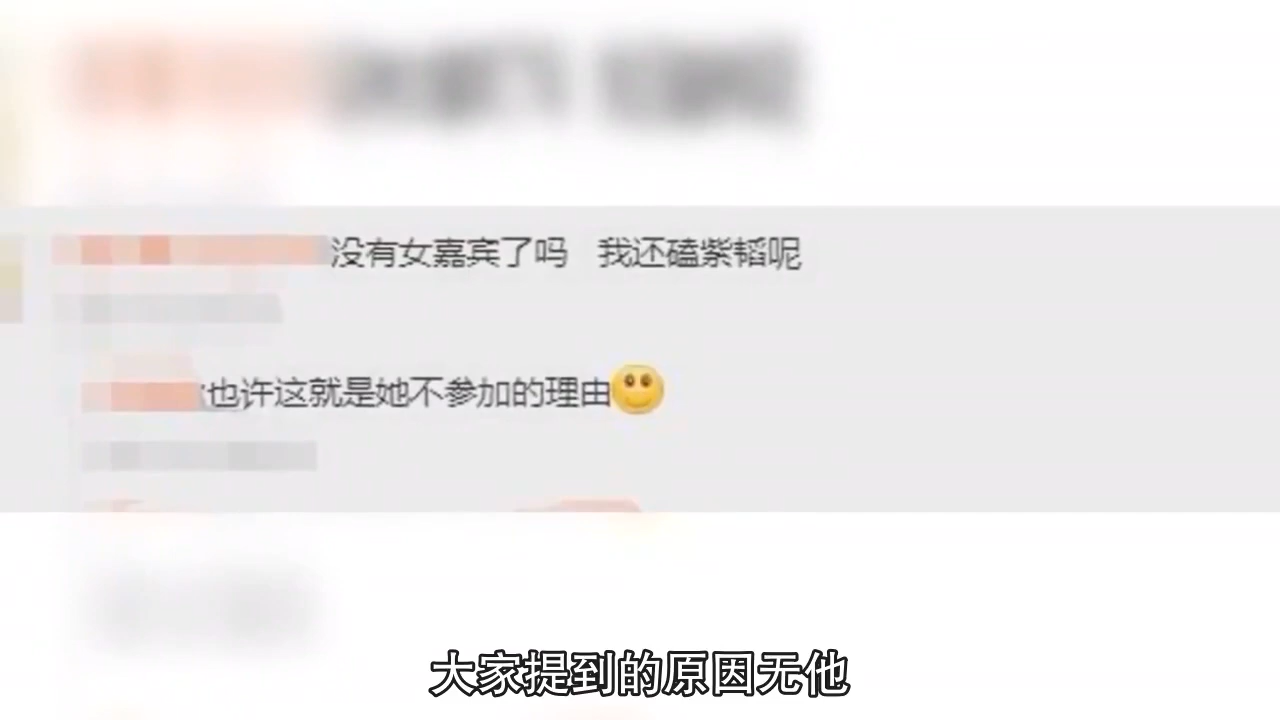 没有女嘉宾了吗 我还磕紫韬呢
也许这就是她不参加的理由
大家提到的原因无他